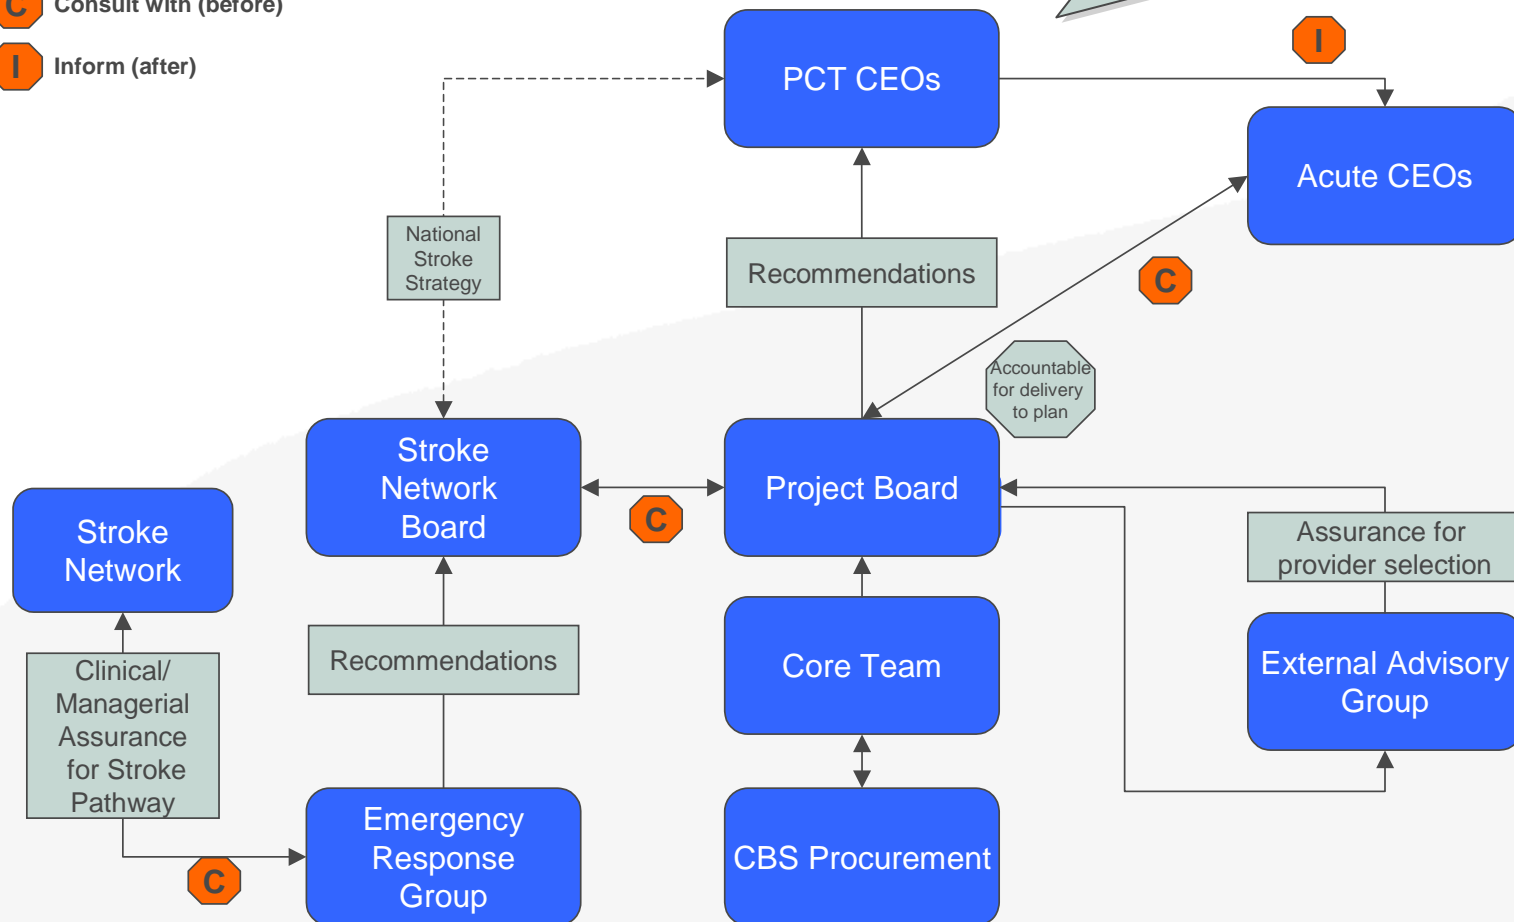 C Consult with (before)
I Inform (after)
I
PCT CEOs
Acute CEOs
National
Stroke
Strategy
Recommendations
C
Accountable
for delivery
to plan
Stroke
Network
Board
C
Project Board
Stroke
Network
Assurance for
provider selection
Clinical/
Managerial
Assurance
for Stroke
Pathway
Recommendations
Core Team
External Advisory
Group
C
Emergency
Response
Group
CBS Procurement